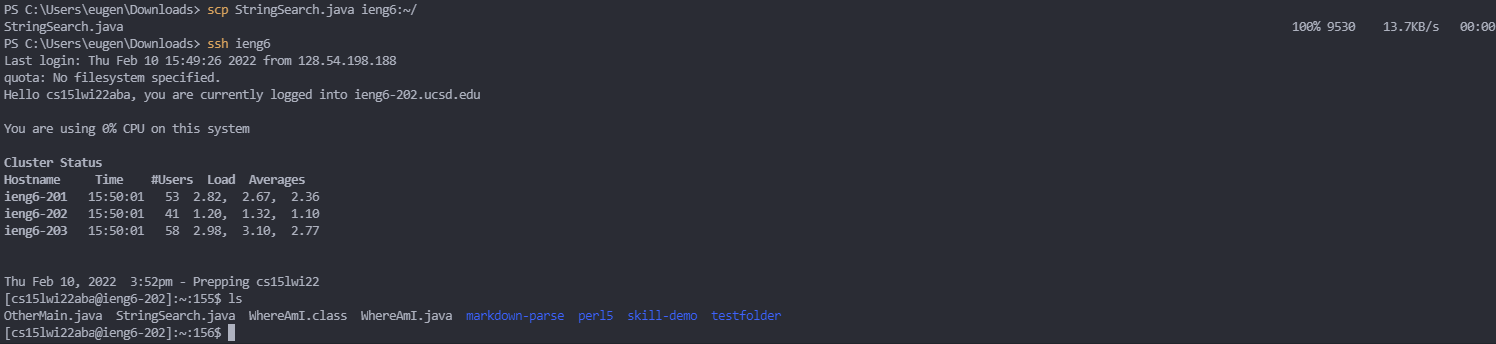 PS C:\Users\eugen\Downloads> scp StringSearch.java ieng6:~/
StringSearch.java 100% 9530 13.7KB/s 00:00
PS C:\Users\eugen\Downloads> ssh ieng6
Last login: Thu Feb 10 15:49:26 2022 from 128.54.198.188
quota: No filesystem specified.
Hello cs15lwi22aba, you are currently logged into ieng6-202.ucsd.edu
You are using 0% CPU on this system
Cluster Status
Hostname Time #Users Load Averages
ieng6-201 15:50:01 53 2.82, 2.67, 2.36
ieng6-202 15:50:01 41 1.20, 1.32, 1.10
ieng6-203 15:50:01 58 2.98, 3.10, 2.77
Thu Feb 10, 2022 3:52pm - Prepping cs15lwi22
[cs15lwi22aba@ieng6-202]:~:155$ ls
OtherMain.java StringSearch.java WhereAmI.class WhereAmI.java markdown-parse perl5 skill-demo testfolder
[cs15lwi22aba@ieng6-202]:~:156$